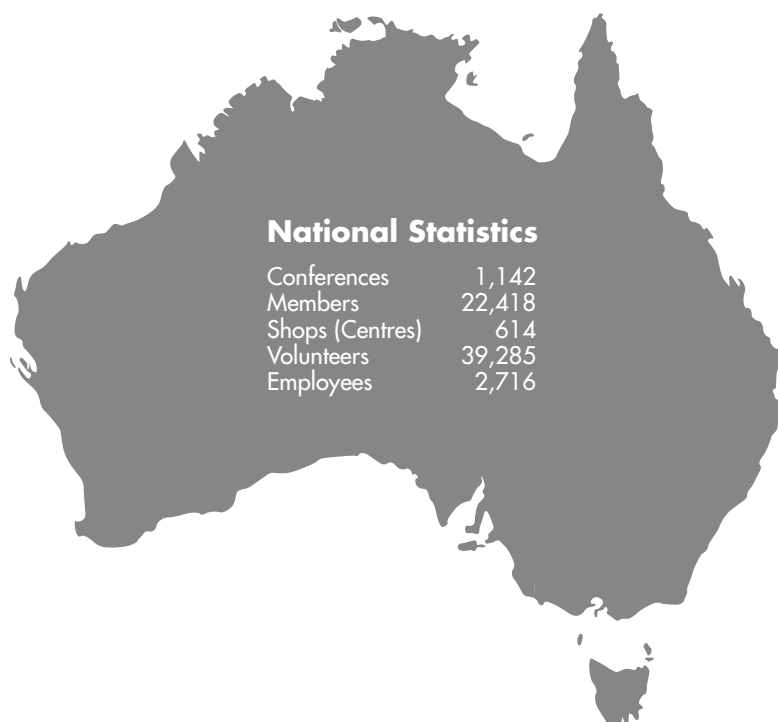 National Statistics
Conferences 1,142
Members 22,418
Shops (Centres) 614
Volunteers 39,285
Employees 2,716